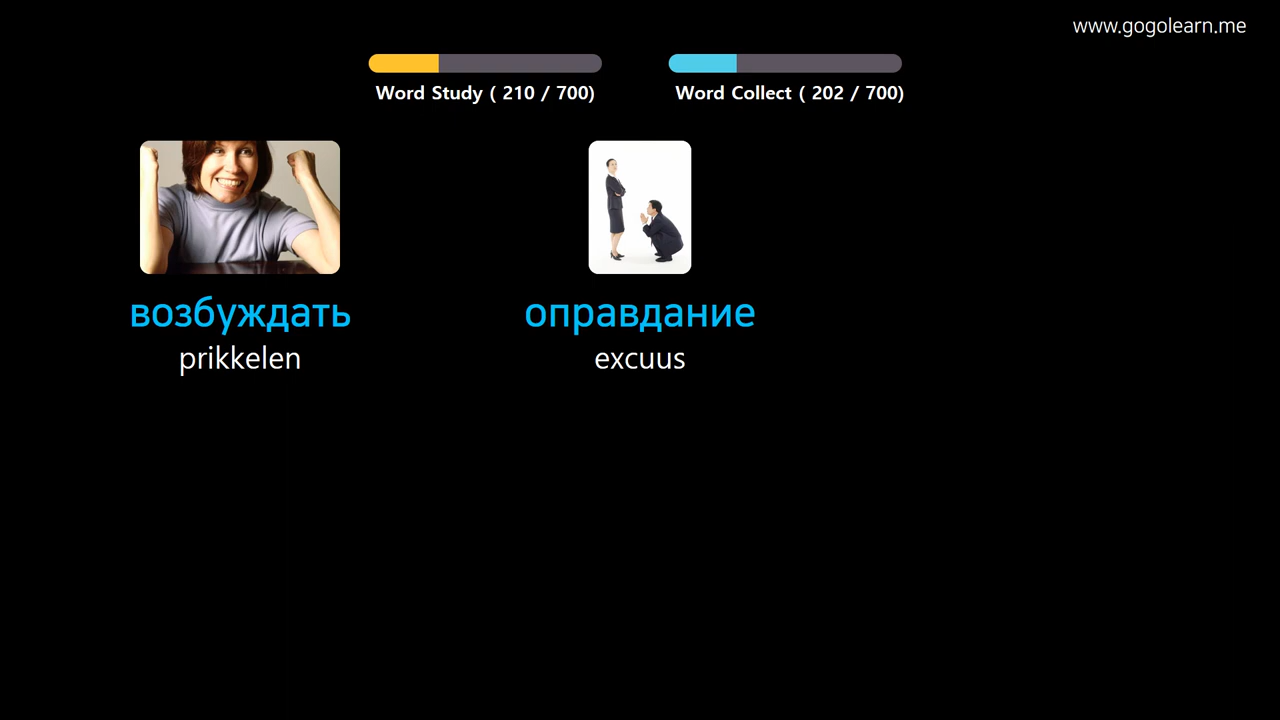 www.gogolearn.me
Word Study ( 210 / 700)
Word Collect ( 202 / 700)
возбуждать
prikkelen
оправдание
excuus